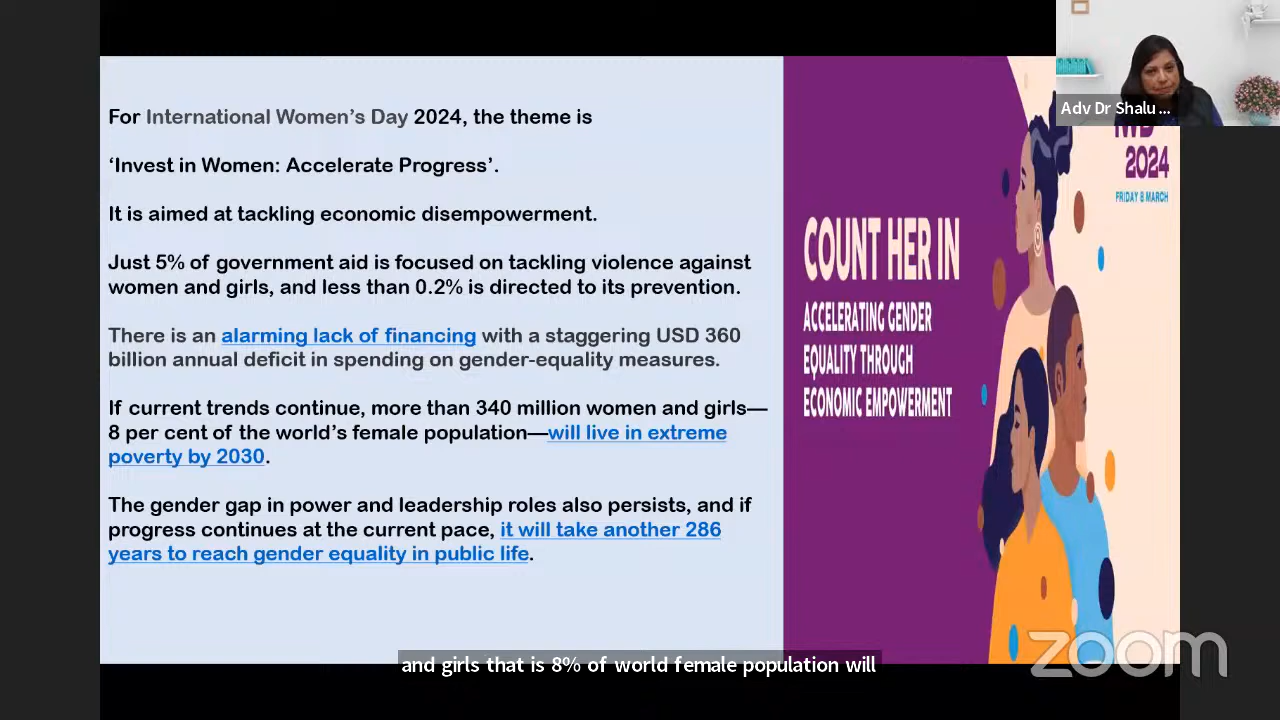 For International Women's Day 2024, the theme is
‘Invest in Women: Accelerate Progress’.
It is aimed at tackling economic disempowerment.
Just 5% of government aid is focused on tackling violence against
women and girls, and less than 0.2% is directed to its prevention.
There is an alarming lack of financing with a staggering USD 360
billion annual deficit in spending on gender-equality measures.
If current trends continue, more than 340 million women and girls—
8 per cent of the world’s female population—will live in extreme
poverty by 2030.
The gender gap in power and leadership roles also persists, and if
progress continues at the current pace, it will take another 286
years to reach gender equality in public life.
COUNT HER IN
ACCELERATING GENDER
EQUALITY THROUGH
ECONOMIC EMPOWERMENT
Adv Dr Shalu ...
IWD
2024
FRIDAY 8 MARCH
and girls that is 8% of world female population will
zoom